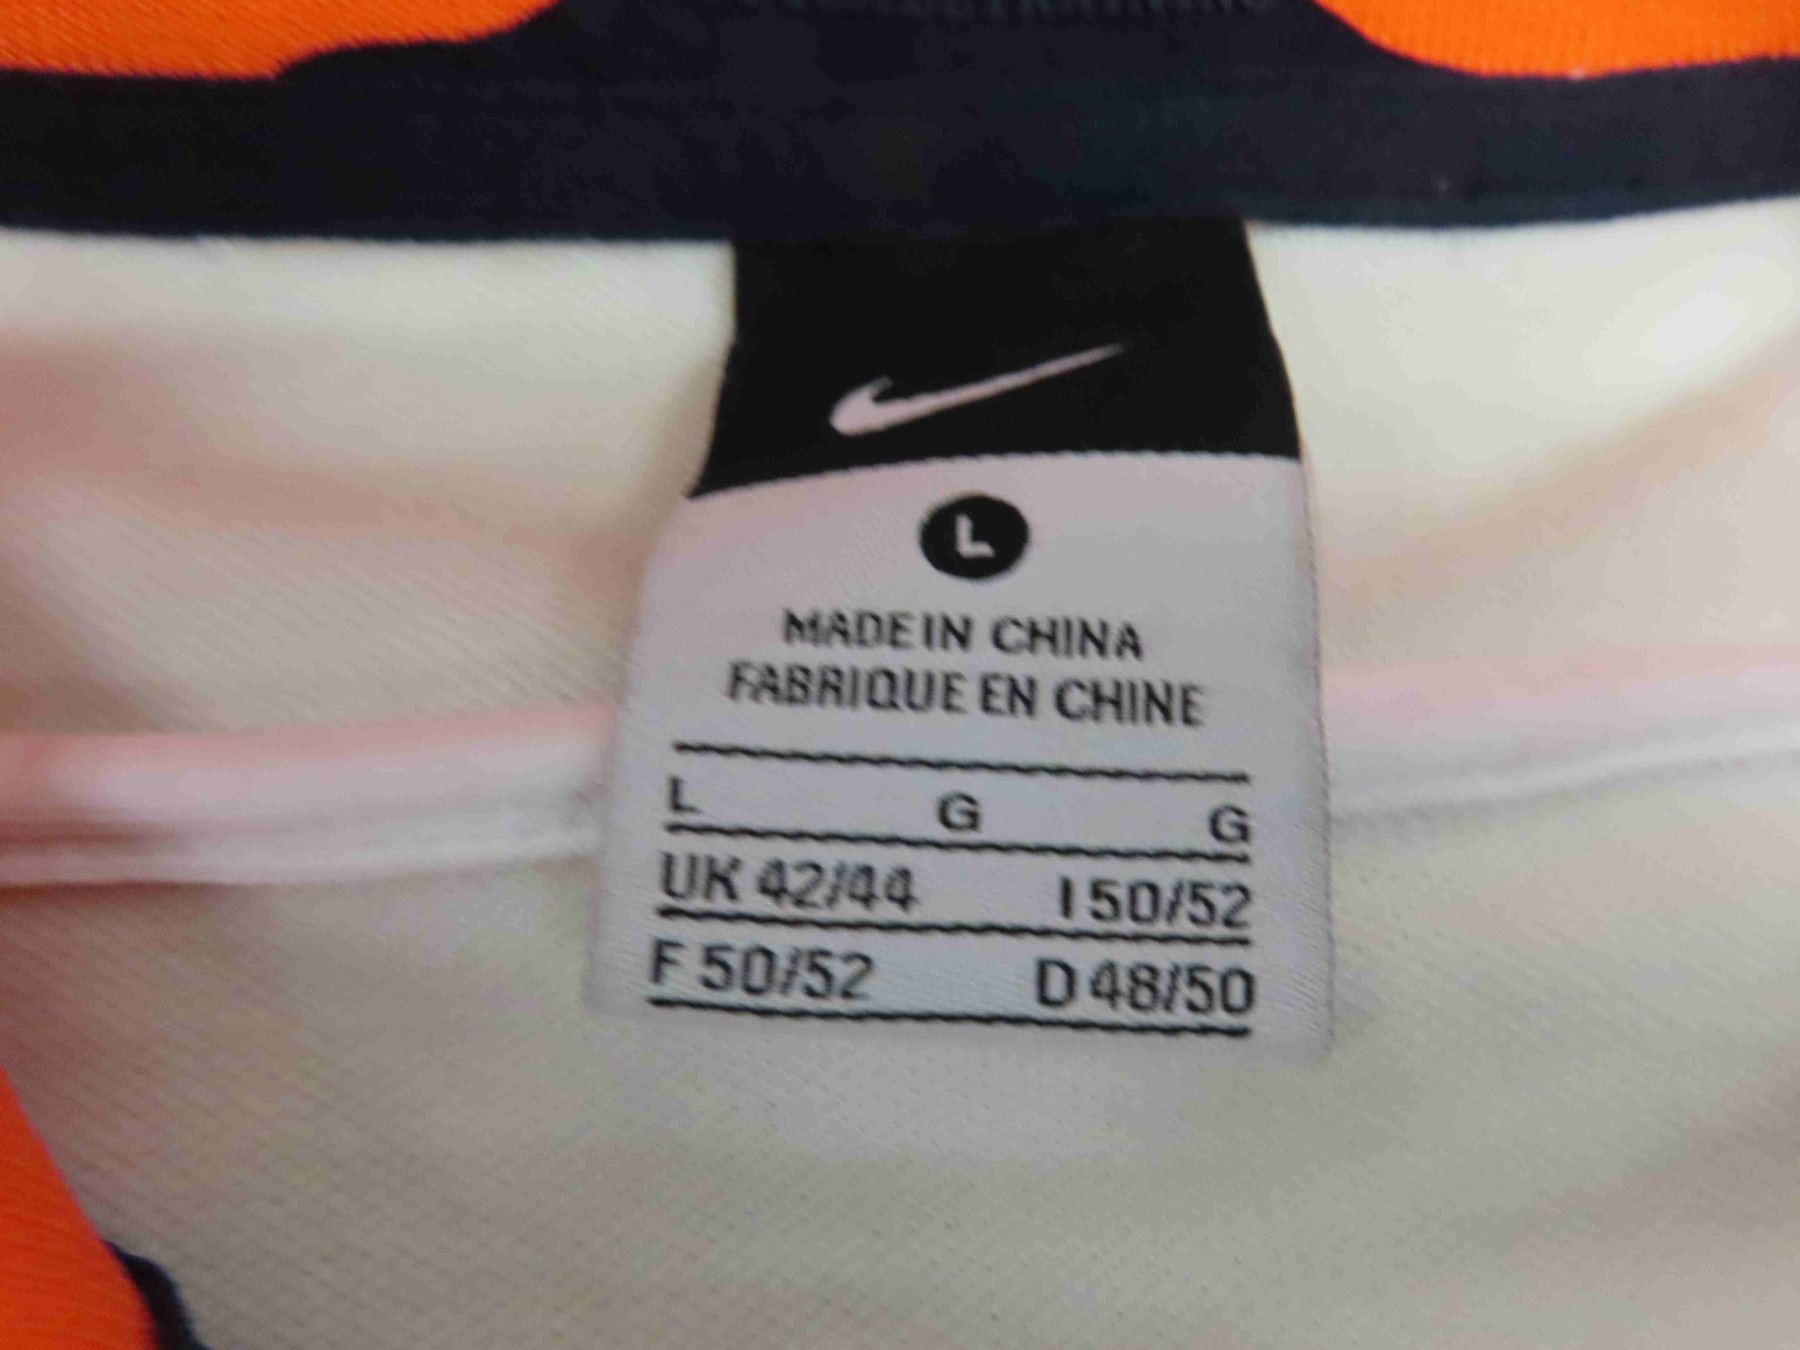 L
MADE IN CHINA
FABRIQUE EN CHINE
L G G
UK 42/44 I 50/52
F 50/52 D 48/50